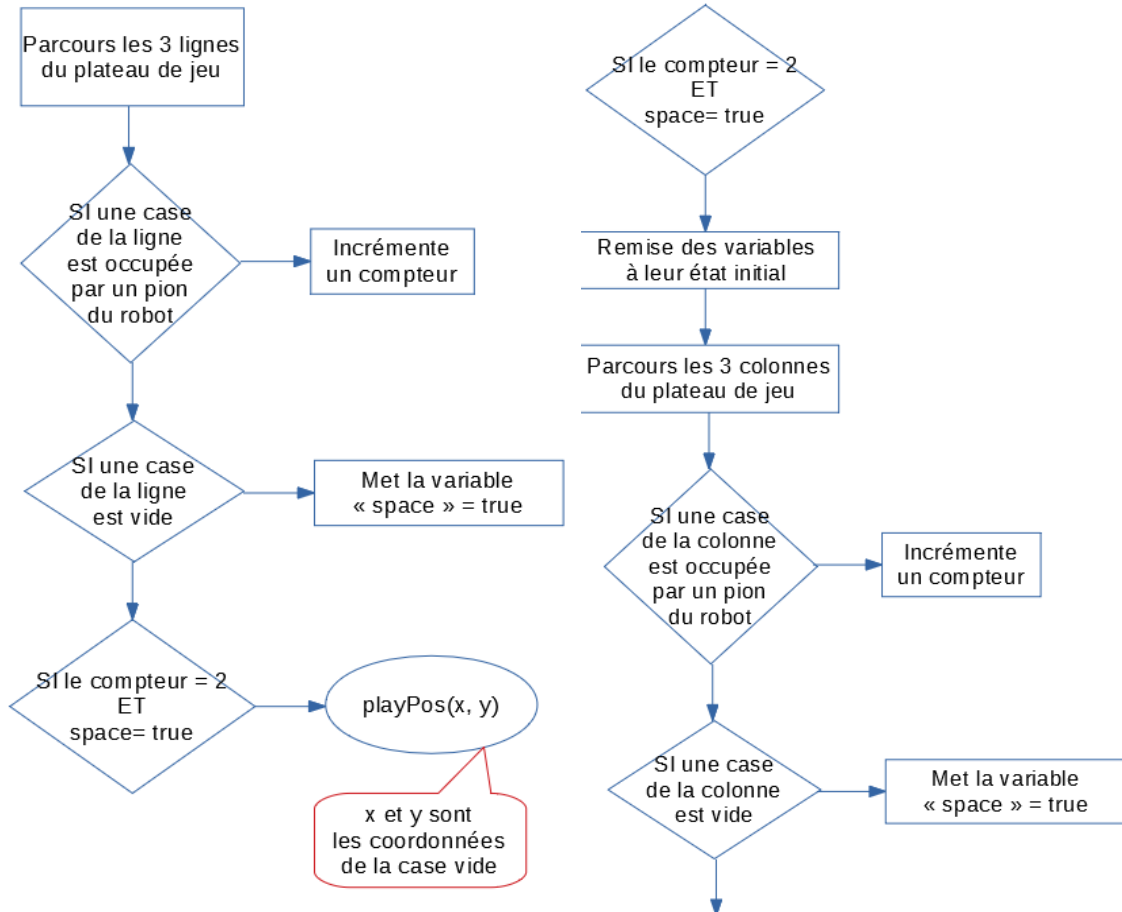 Parcours les 3 lignes
du plateau de jeu
SI une case
de la ligne
est occupée
par un pion
du robot
Incrémente
un compteur
SI une case
de la ligne
est vide
Met la variable
« space » = true
SI le compteur = 2
ET
space= true
playPos(x, y)
x et y sont
les coordonnées
de la case vide
SI le compteur = 2
ET
space= true
Remise des variables
à leur état initial
Parcours les 3 colonnes
du plateau de jeu
SI une case
de la colonne
est occupée
par un pion
du robot
Incrémente
un compteur
SI une case
de la colonne
est vide
Met la variable
« space » = true